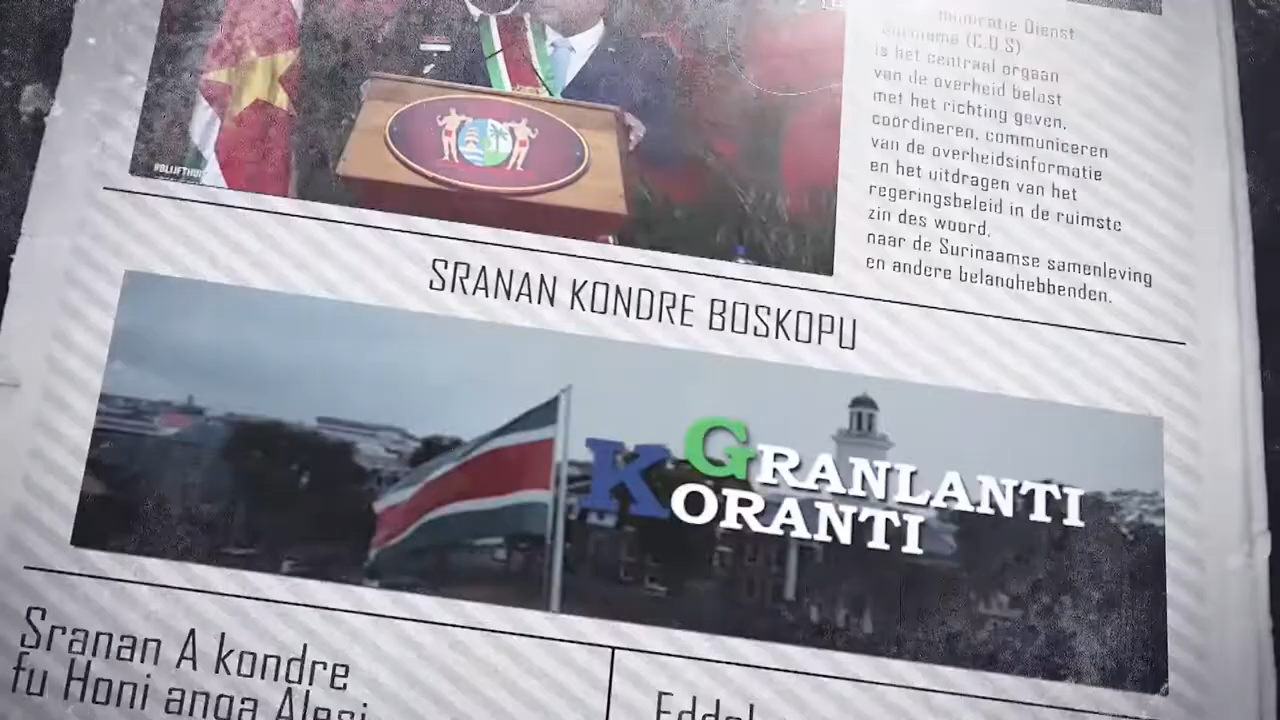 #BLIJFTHUIS
municatie Dienst
Suriname (C.D.S)
is het centraal orgaan
van de overheid belast
met het richting geven,
coördineren, communiceren
van de overheidsinformatie
en het uitdragen van het
regeringsbeleid in de ruimste
zin des woord,
naar de Surinaamse samenleving
en andere belanghebbenden.
SRANAN KONDRE BOSKOPU
GRANLANTI
KORANTI
Sranan A kondre
fu Honi anga